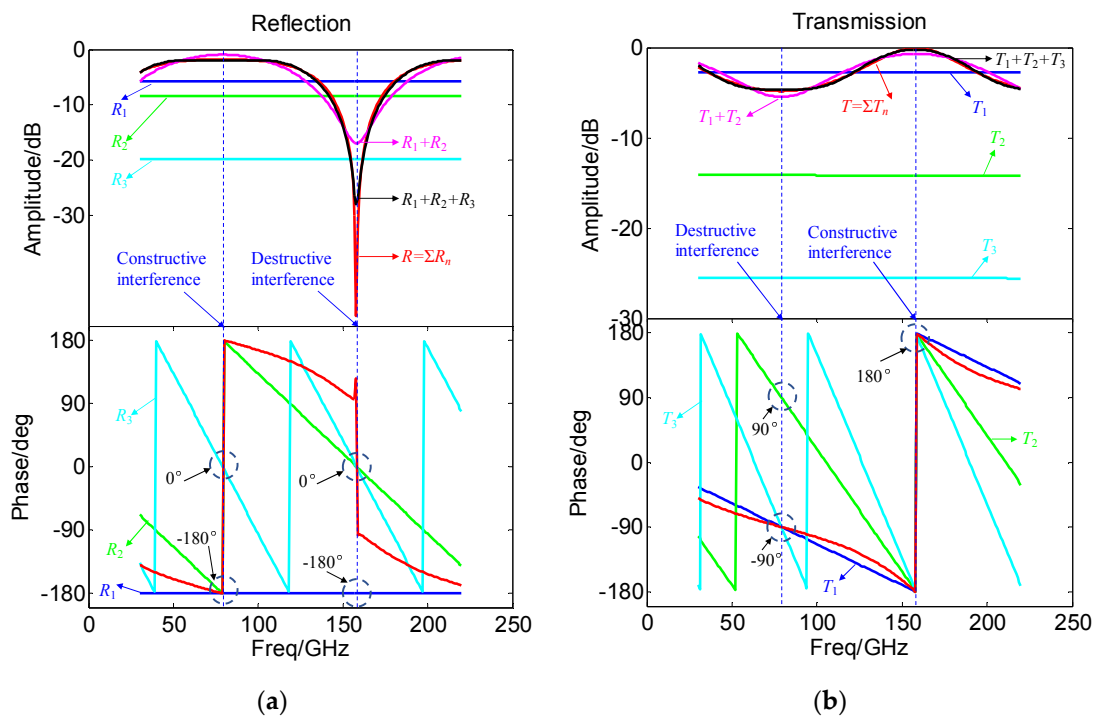 Reflection
0
-10
-20
-30
Amplitude/dB
R1
R2
R3
R1+R2
R1+R2+R3
R=ΣRn
Constructive interference
Destructive interference
180
90
0
-90
-180
Phase/deg
R3
R2
R1
0°
0°
-180°
-180°
0 50 100 150 200 250
Freq/GHz
(a)
Transmission
0
-10
-20
-30
Amplitude/dB
T1+T2+T3
T=ΣTn
T1
T1+T2
T2
T3
Destructive interference
Constructive interference
180
90
0
-90
-180
Phase/deg
T3
90°
-90°
180°
T1
T2
0 50 100 150 200 250
Freq/GHz
(b)